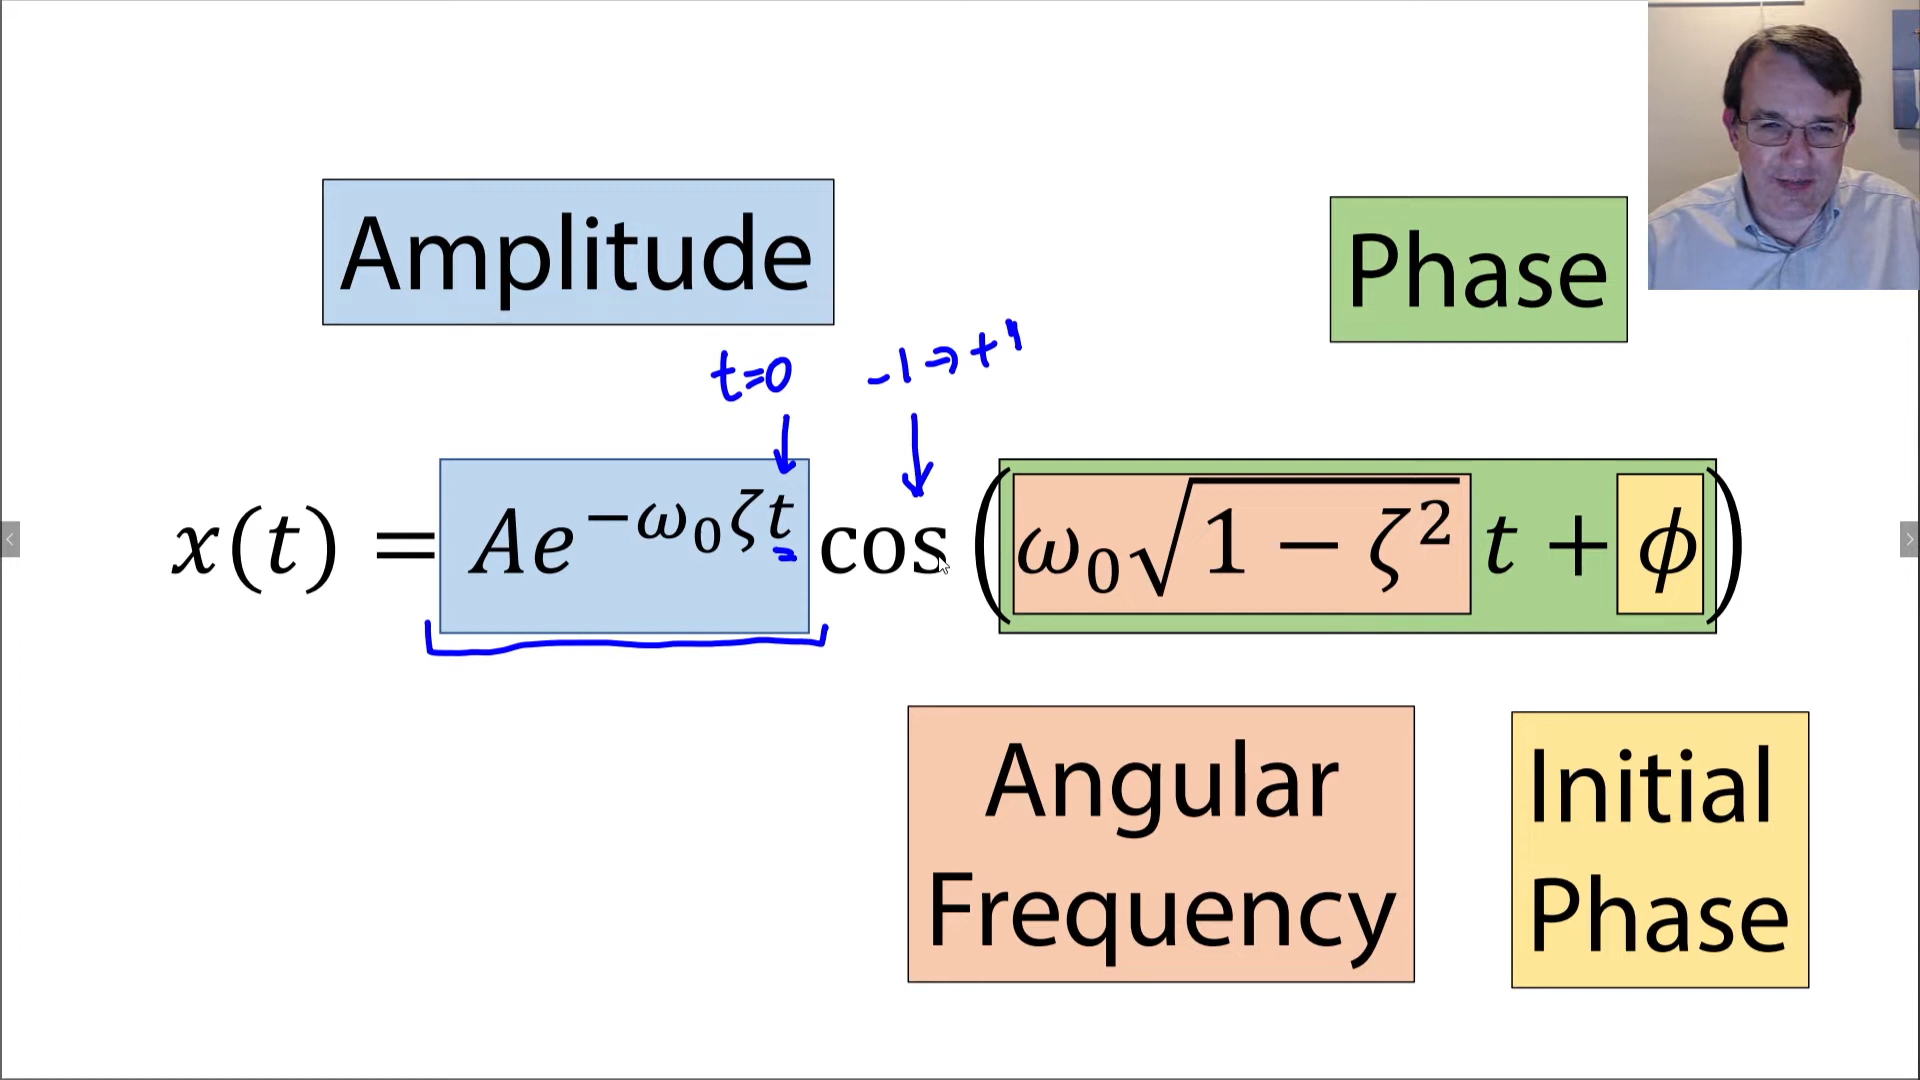 Amplitude
Phase
t=0
-1 ⇒ +1
x(t) = Ae^{-ω₀ζt} cos(ω₀√(1 − ζ²) t + ϕ)
Angular
Frequency
Initial
Phase